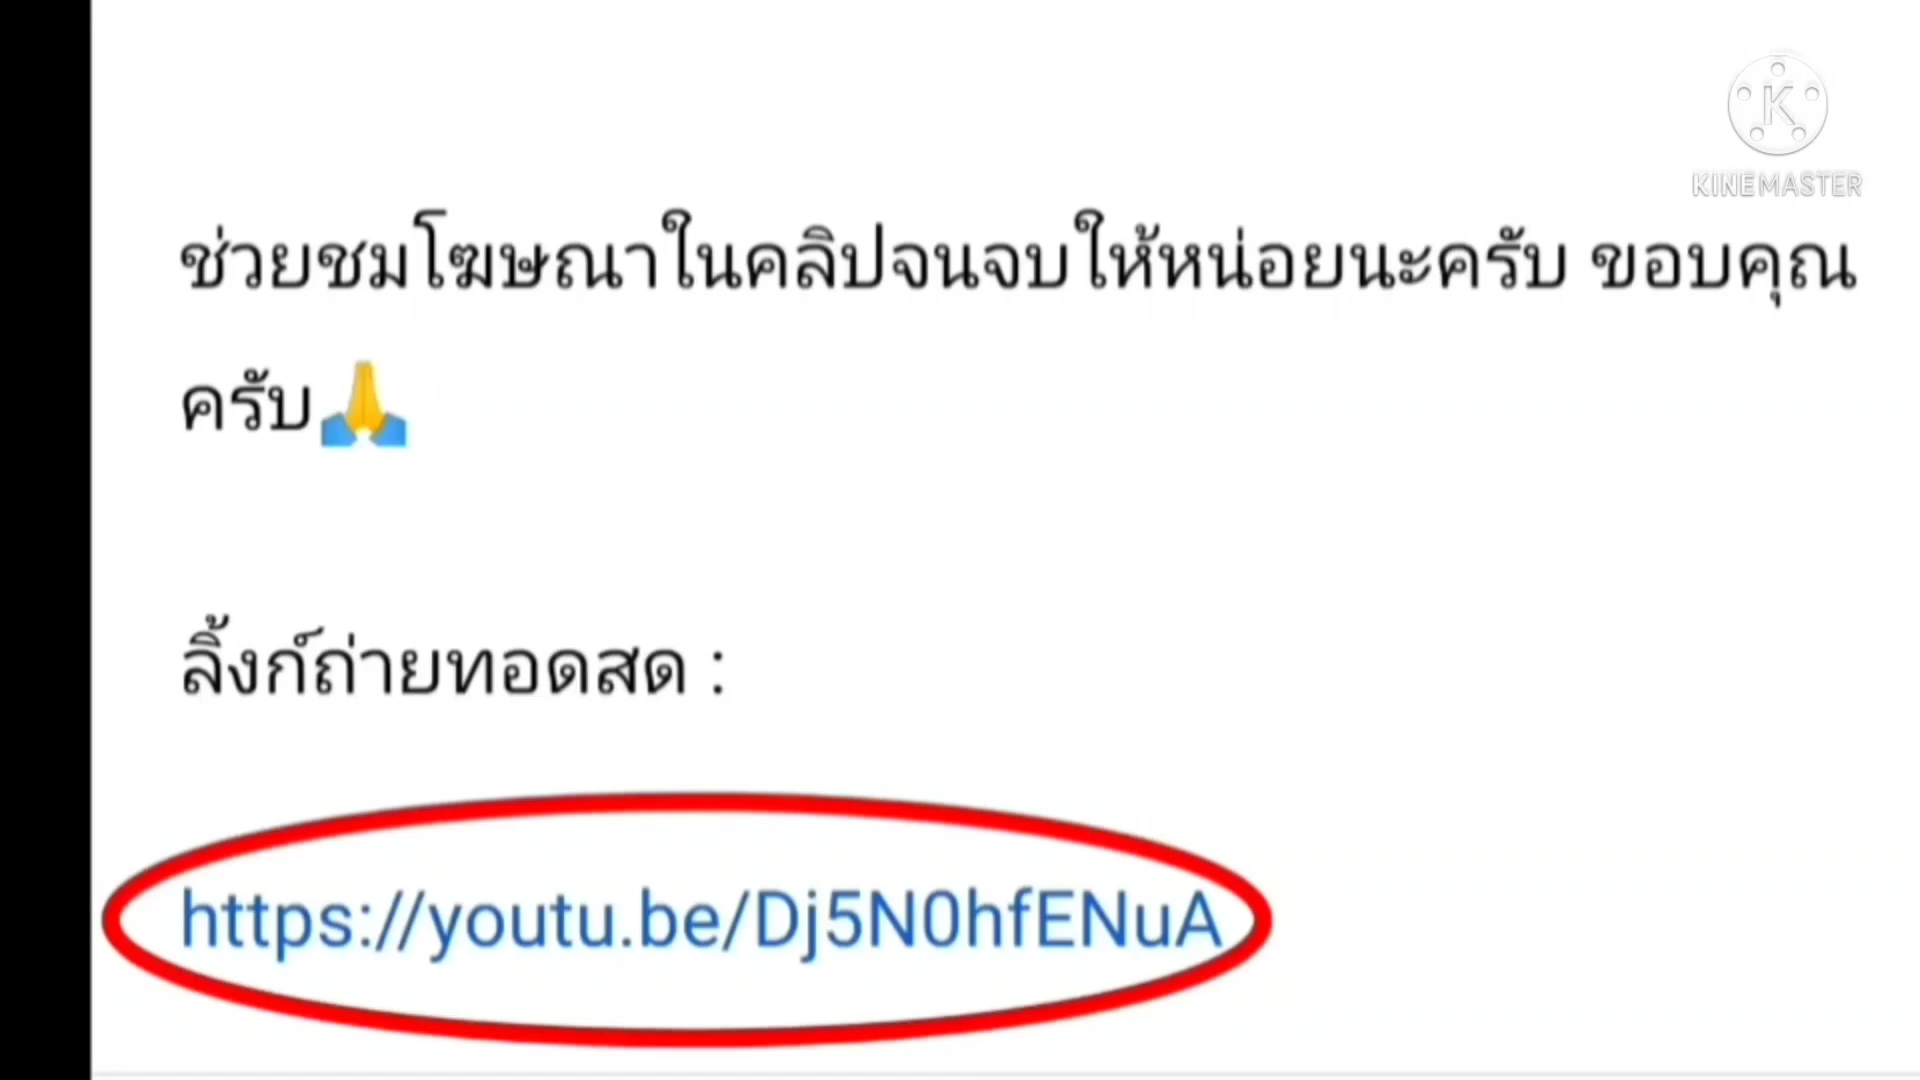 KINEMASTER
ช่วยชมโฆษณาในคลิปจนจบให้หน่อยนะครับ ขอบคุณ
ครับ🙏
ลิ้งก์ถ่ายทอดสด :
https://youtu.be/Dj5N0hfENuA